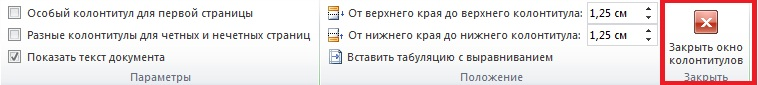 Особый колонтитул для первой страницы
Разные колонтитулы для четных и нечетных страниц
Показать текст документа
Параметры
От верхнего края до верхнего колонтитула: 1,25 см
От нижнего края до нижнего колонтитула: 1,25 см
Вставить табуляцию с выравниванием
Положение
Закрыть окно
колонтитулов
Закрыть